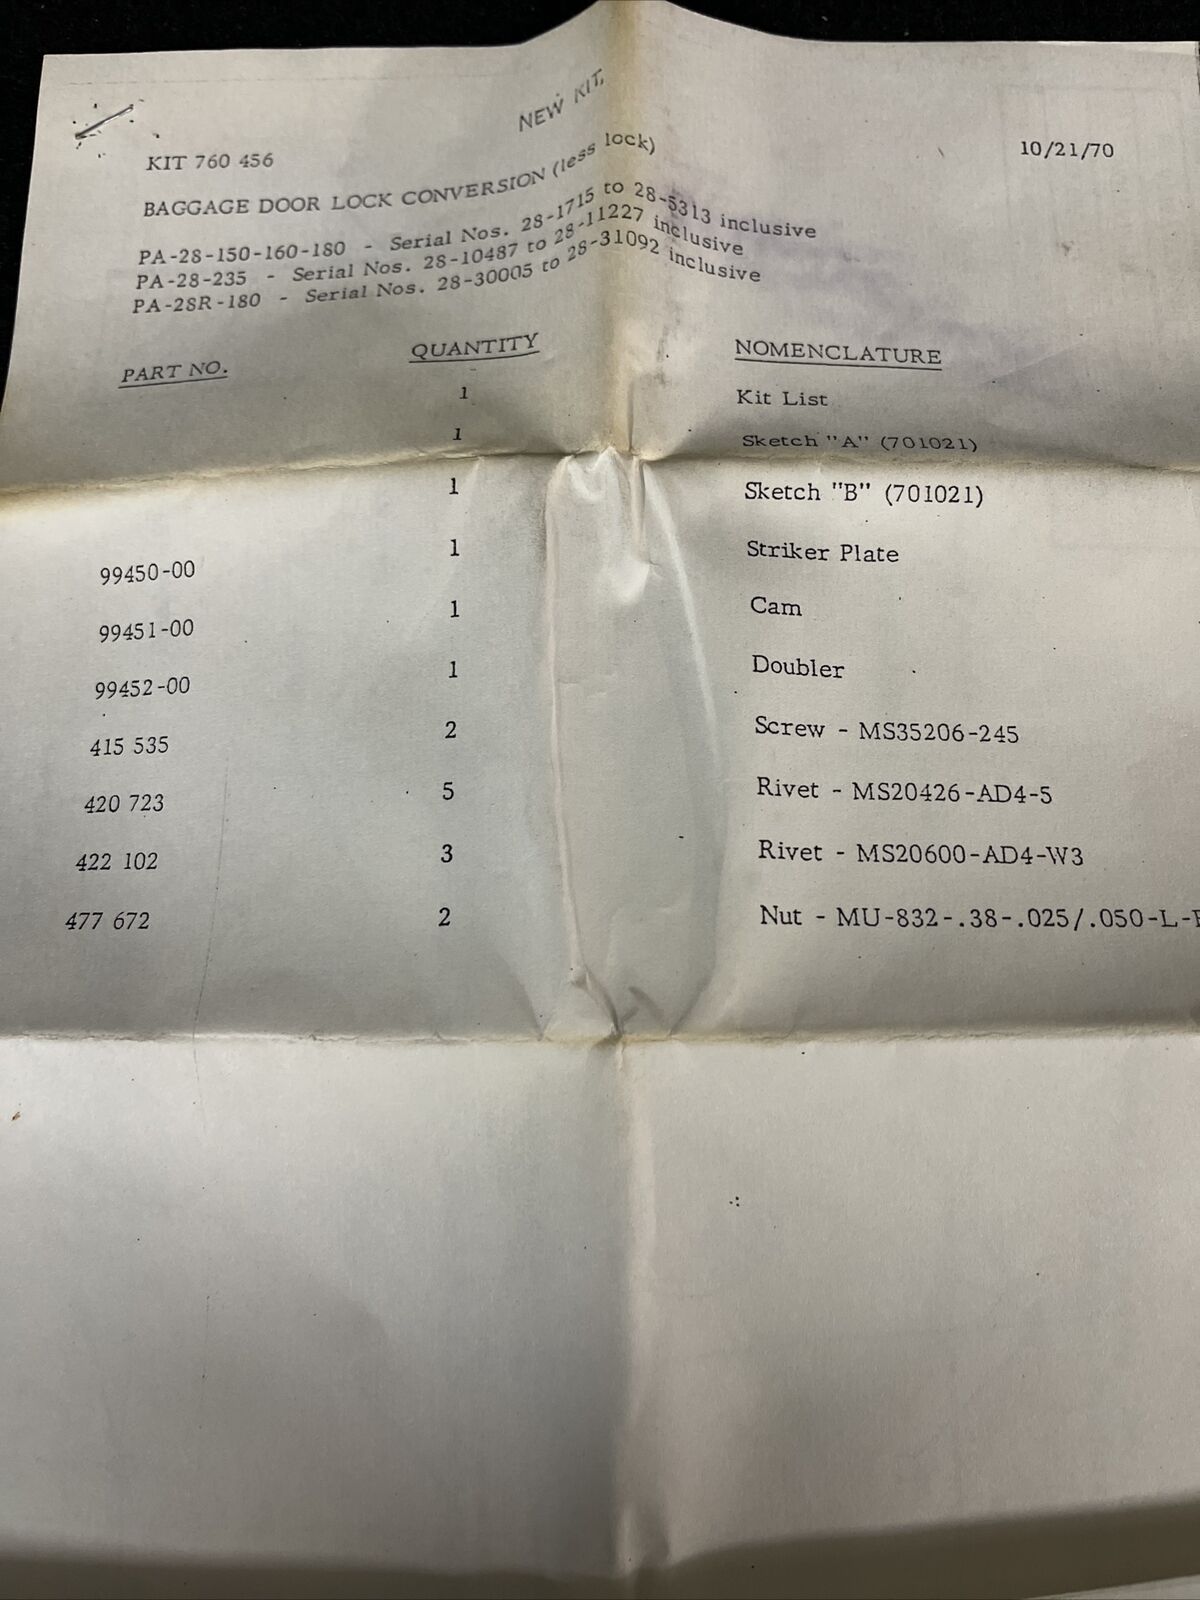 NEW KIT.
KIT 760 456 10/21/70
BAGGAGE DOOR LOCK CONVERSION (less lock)
PA-28-150-160-180 - Serial Nos. 28-1715 to 28-5313 inclusive
PA-28-235 - Serial Nos. 28-10487 to 28-11227 inclusive
PA-28R-180 - Serial Nos. 28-30005 to 28-31092 inclusive
PART NO. QUANTITY NOMENCLATURE
1 Kit List
1 Sketch "A" (701021)
1 Sketch "B" (701021)
99450-00 1 Striker Plate
99451-00 1 Cam
99452-00 1 Doubler
415 535 2 Screw - MS35206-245
420 723 5 Rivet - MS20426-AD4-5
422 102 3 Rivet - MS20600-AD4-W3
477 672 2 Nut - MU-832-.38-.025/.050-L-